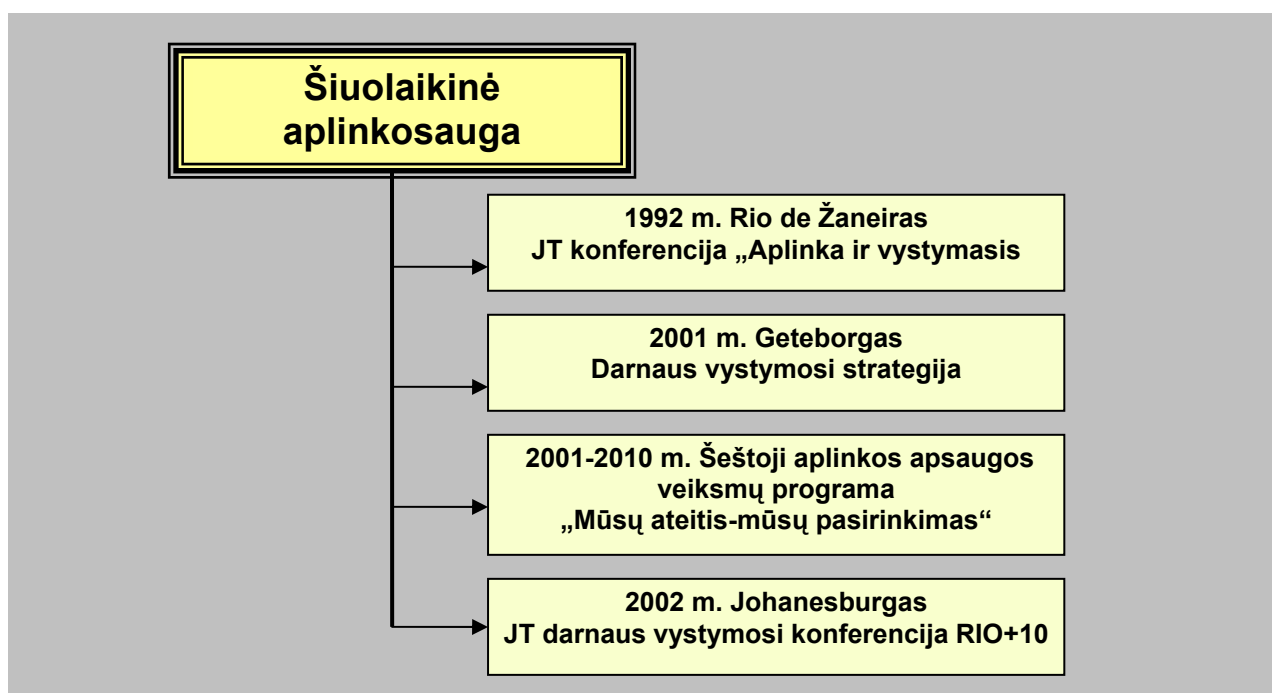 Šiuolaikinė
aplinkosauga
1992 m. Rio de Žaneiras
JT konferencija „Aplinka ir vystymasis
2001 m. Geteborgas
Darnaus vystymosi strategija
2001-2010 m. Šeštoji aplinkos apsaugos
veiksmų programa
„Mūsų ateitis-mūsų pasirinkimas“
2002 m. Johanesburgas
JT darnaus vystymosi konferencija RIO+10